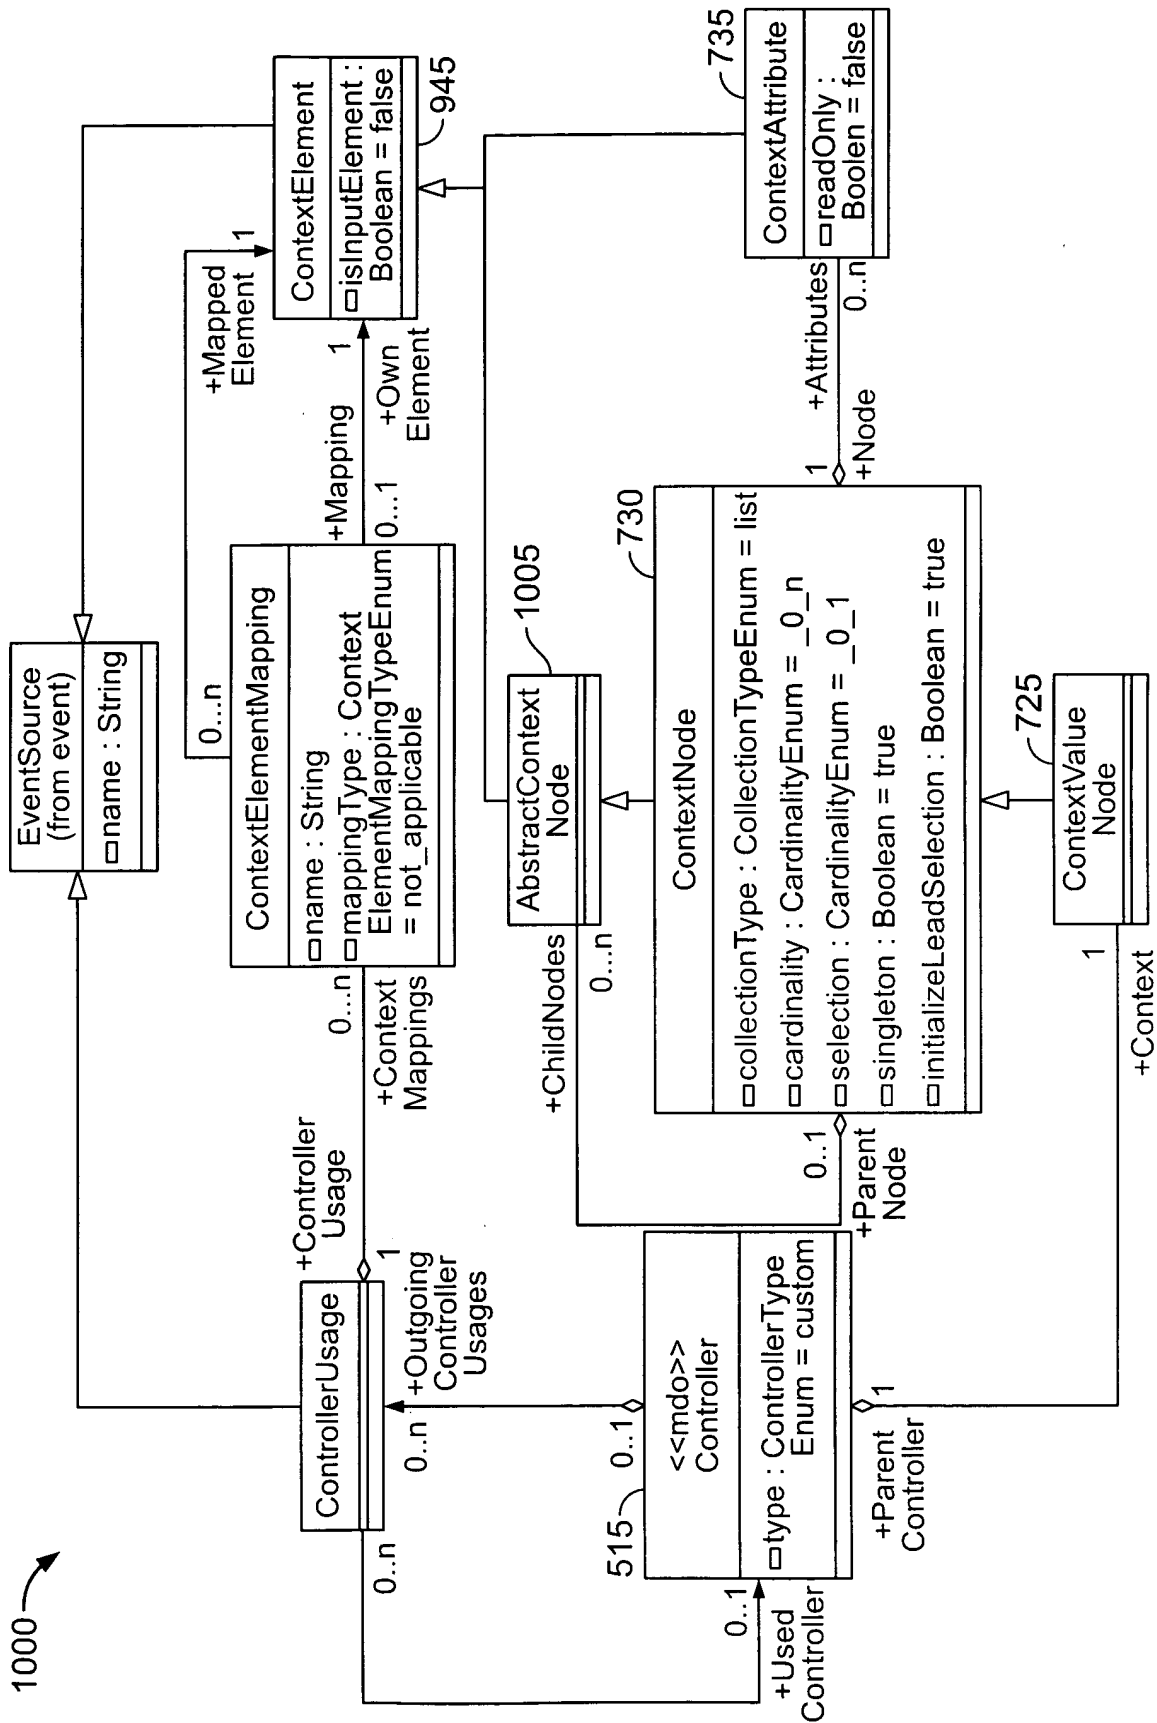 1000
EventSource
(from event)
name : String
ControllerUsage
+Controller
Usage
1
0..n
+Outgoing
Controller
Usages
0..n
+Context
Mappings
0...n
ContextElementMapping
name : String
mappingType : Context
ElementMappingTypeEnum
= not_applicable
0...n
+Mapped
Element
1
+Mapping
0...1
1
+Own
Element
ContextElement
isInputElement :
Boolean = false
945
515
<<mdo>>
Controller
type : ControllerType
Enum = custom
0..1
0..1
+Used
Controller
+Parent
Controller
1
AbstractContext
Node
1005
+ChildNodes
0...n
730
ContextNode
collectionType : CollectionTypeEnum = list
cardinality : CardinalityEnum = _0_n
selection : CardinalityEnum = _0_1
singleton : Boolean = true
initializeLeadSelection : Boolean = true
0..1
+Parent
Node
1
+Node
+Attributes
0..n
735
ContextAttribute
readOnly :
Boolen = false
725
ContextValue
Node
1
+Context